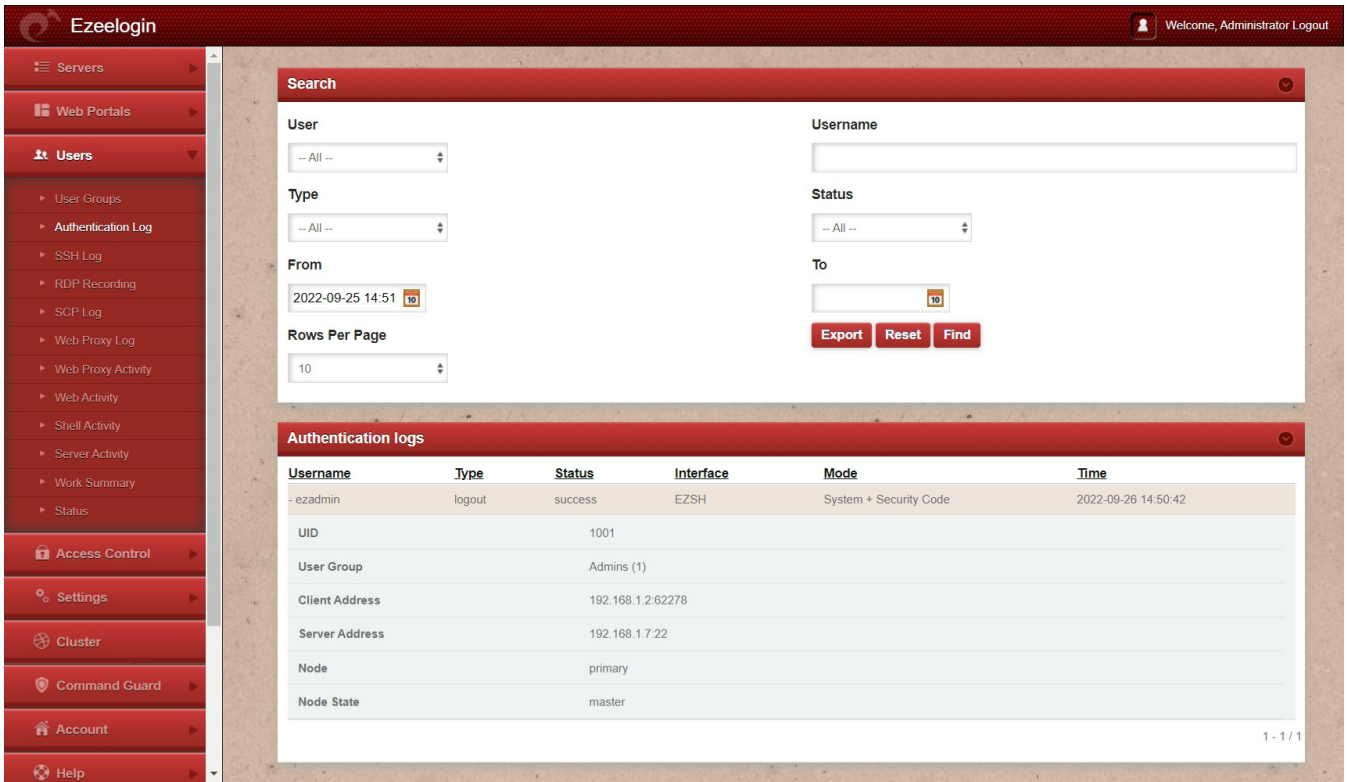 Ezeelogin
Welcome, Administrator Logout
Servers
Web Portals
Users
User Groups
Authentication Log
SSH Log
RDP Recording
SCP Log
Web Proxy Log
Web Proxy Activity
Web Activity
Shell Activity
Server Activity
Work Summary
Status
Access Control
Settings
Cluster
Command Guard
Account
Help
Search
User Username
-- All --
Type Status
-- All -- -- All --
From To
2022-09-25 14:51 10 10
Rows Per Page Export Reset Find
10
Authentication logs
Username Type Status Interface Mode Time
- ezadmin logout success EZSH System + Security Code 2022-09-26 14:50:42
UID 1001
User Group Admins (1)
Client Address 192.168.1.2:62278
Server Address 192.168.1.7:22
Node primary
Node State master
1 - 1 / 1